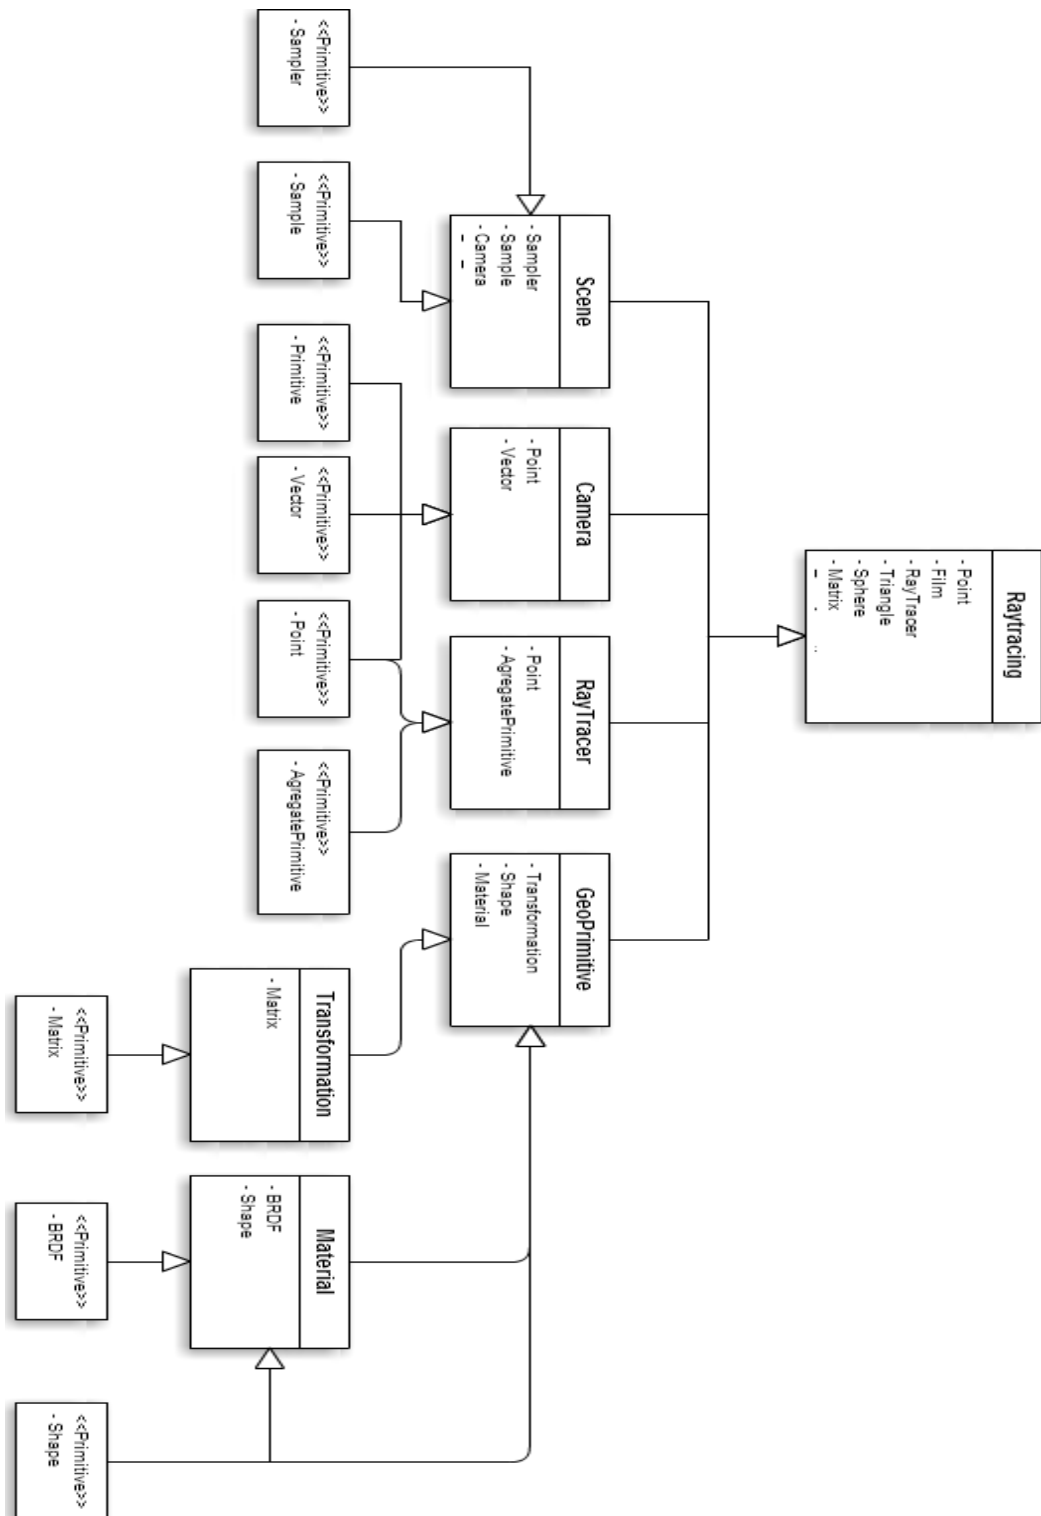 Raytracing
- Point
- Film
- RayTracer
- Triangle
- Sphere
- Matrix
Scene
- Sampler
- Sample
- Camera
Camera
- Point
- Vector
RayTracer
- Point
- AgregatePrimitive
GeoPrimitive
- Transformation
- Shape
- Material
<<Primitive>>
- Sampler
<<Primitive>>
- Sample
<<Primitive>>
- Primitive
<<Primitive>>
- Vector
<<Primitive>>
- Point
<<Primitive>>
- AgregatePrimitive
Transformation
- Matrix
Material
- BRDF
- Shape
<<Primitive>>
- Matrix
<<Primitive>>
- BRDF
<<Primitive>>
- Shape